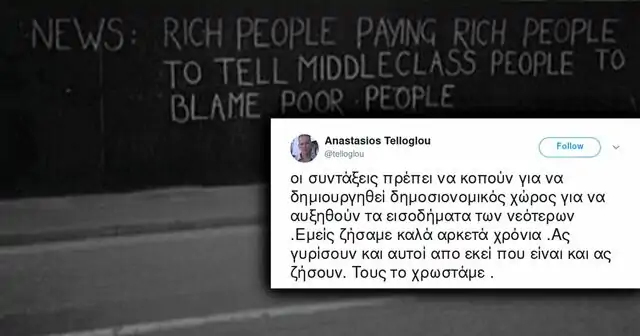 NEWS: RICH PEOPLE PAYING RICH PEOPLE
TO TELL MIDDLECLASS PEOPLE TO
BLAME POOR PEOPLE
Anastasios Telloglou
@telloglou
Follow
οι συντάξεις πρέπει να κοπούν για να
δημιουργηθεί δημοσιονομικός χώρος για να
αυξηθούν τα εισοδήματα των νεότερων
.Εμείς ζήσαμε καλά αρκετά χρόνια .Ας
γυρίσουν και αυτοί απο εκεί που είναι και ας
ζήσουν. Τους το χρωστάμε .